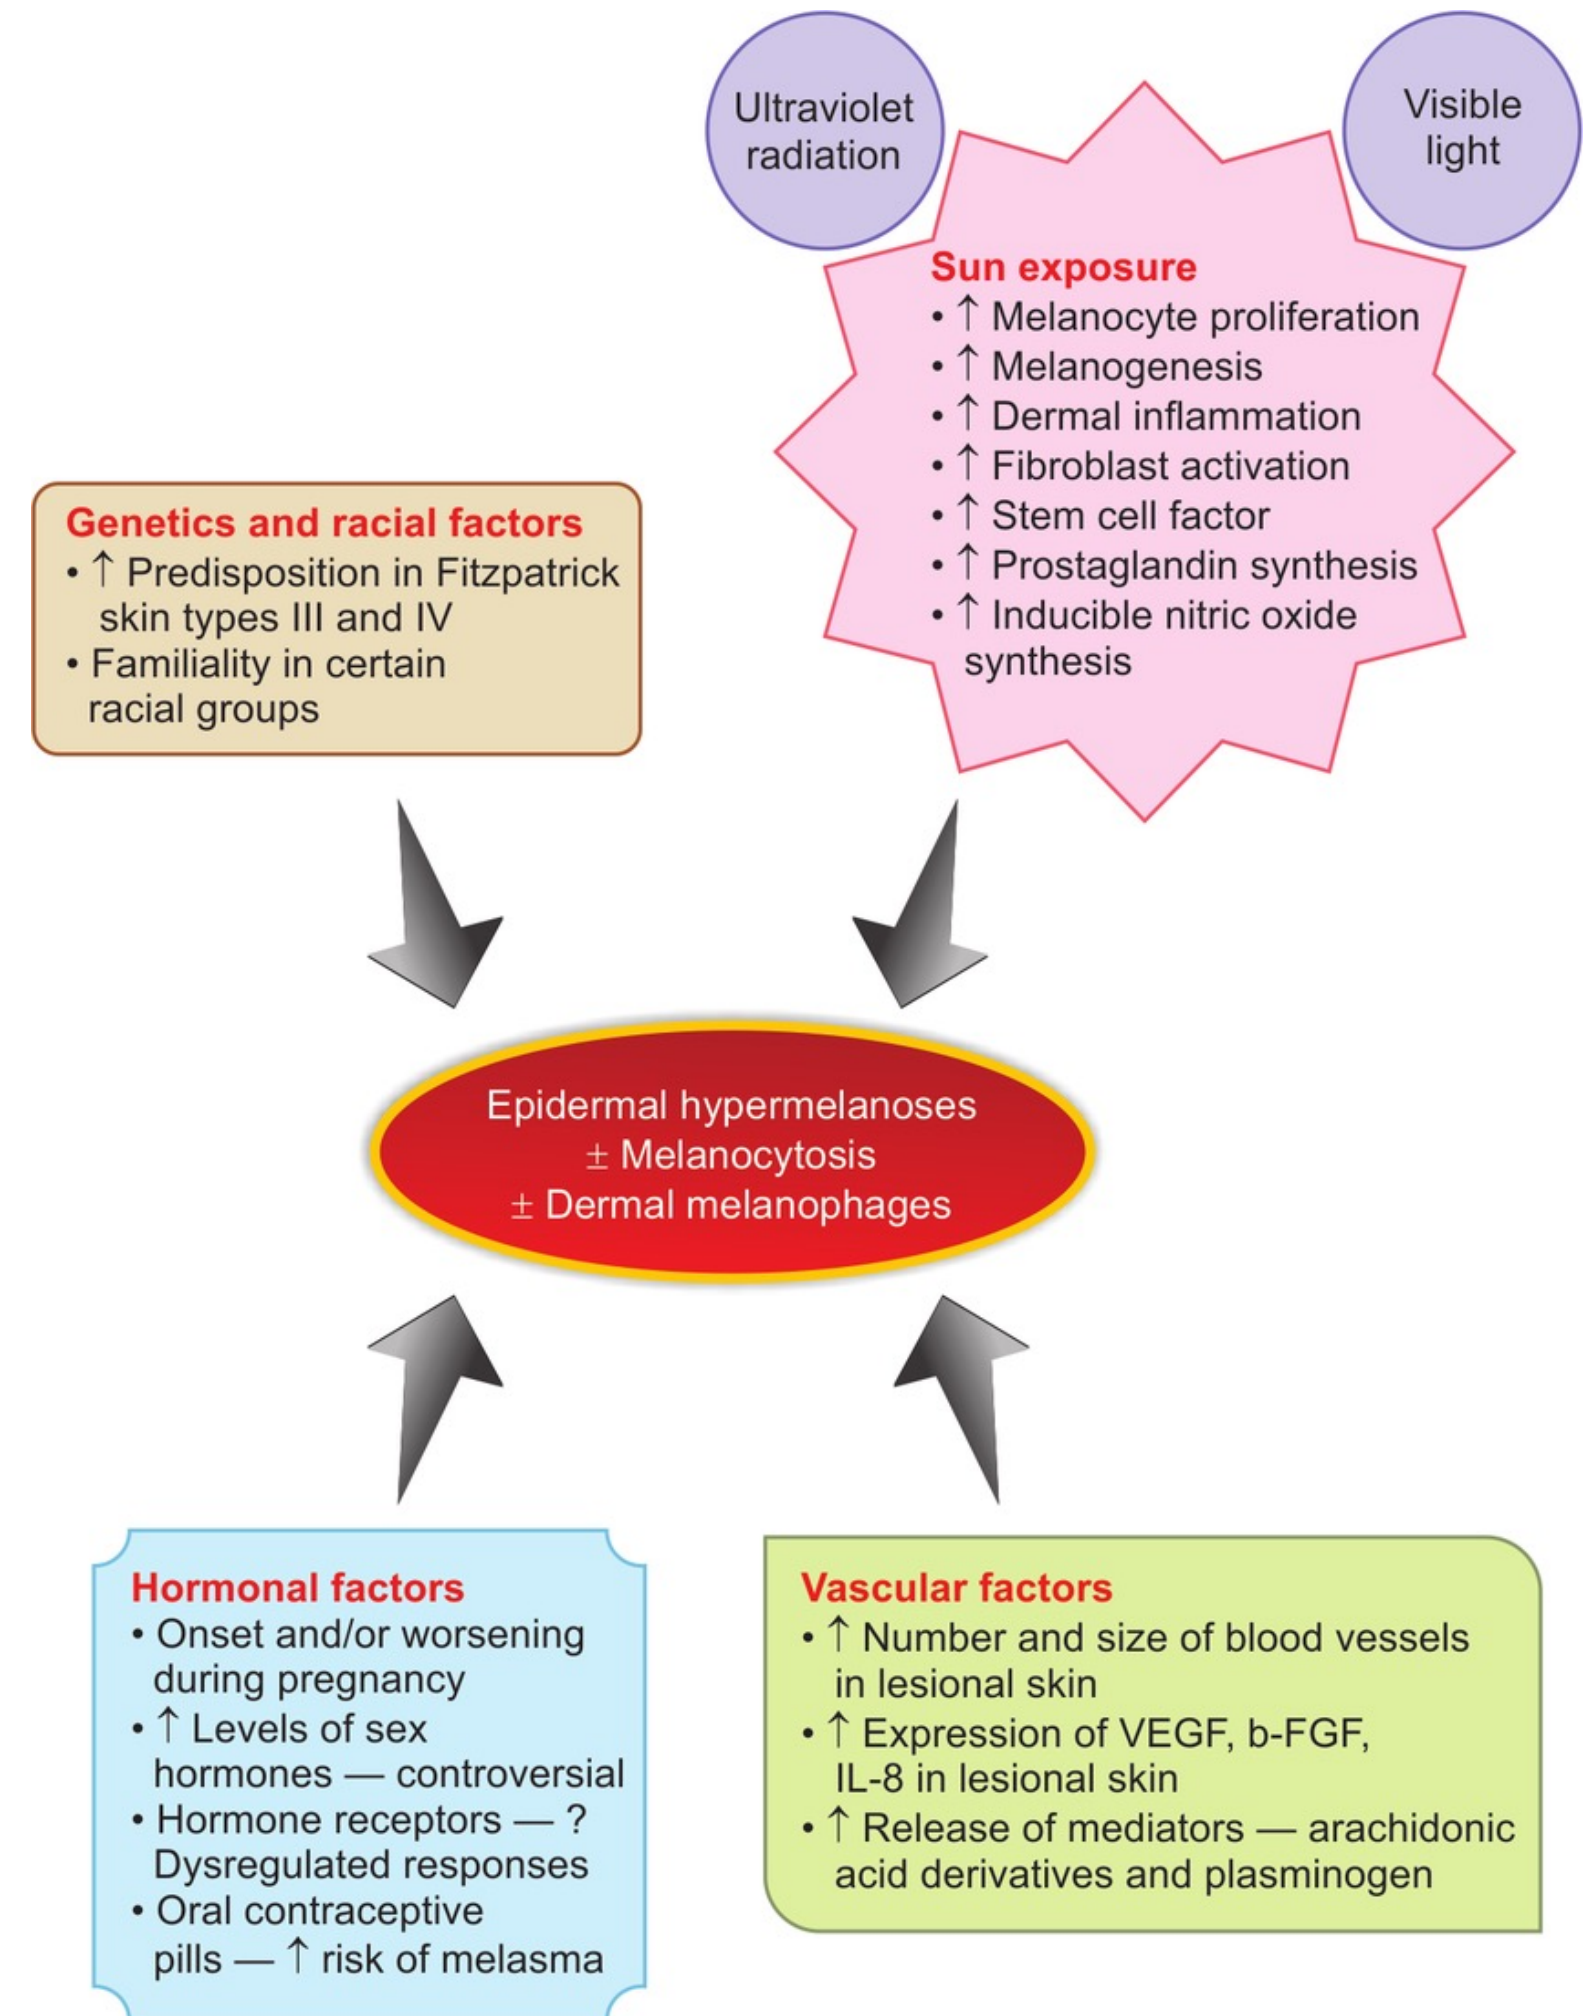 Ultraviolet
radiation
Visible
light
Sun exposure
• ↑ Melanocyte proliferation
• ↑ Melanogenesis
• ↑ Dermal inflammation
• ↑ Fibroblast activation
• ↑ Stem cell factor
• ↑ Prostaglandin synthesis
• ↑ Inducible nitric oxide
synthesis
Genetics and racial factors
• ↑ Predisposition in Fitzpatrick
skin types III and IV
• Familiality in certain
racial groups
Epidermal hypermelanoses
± Melanocytosis
± Dermal melanophages
Hormonal factors
• Onset and/or worsening
during pregnancy
• ↑ Levels of sex
hormones — controversial
• Hormone receptors — ?
Dysregulated responses
• Oral contraceptive
pills — ↑ risk of melasma
Vascular factors
• ↑ Number and size of blood vessels
in lesional skin
• ↑ Expression of VEGF, b-FGF,
IL-8 in lesional skin
• ↑ Release of mediators — arachidonic
acid derivatives and plasminogen